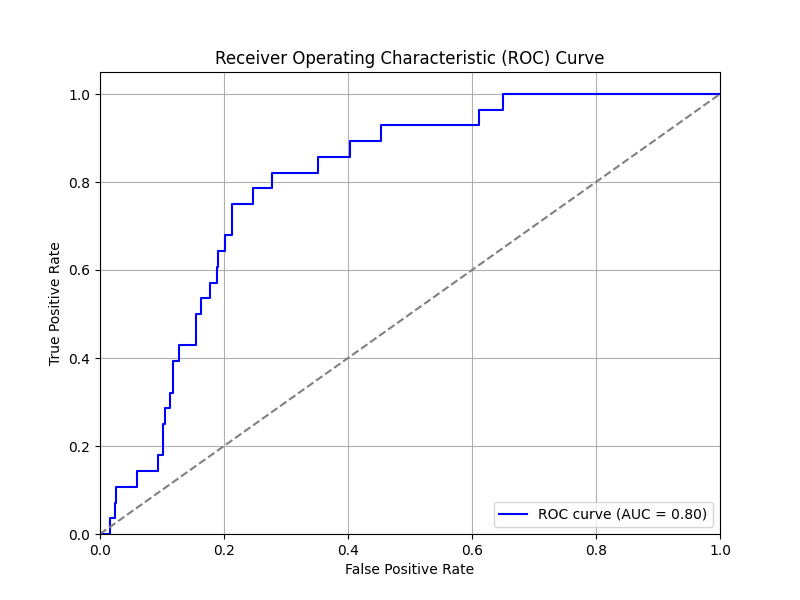 Receiver Operating Characteristic (ROC) Curve
True Positive Rate
1.0
0.8
0.6
0.4
0.2
0.0
ROC curve (AUC = 0.80)
0.0 0.2 0.4 0.6 0.8 1.0
False Positive Rate